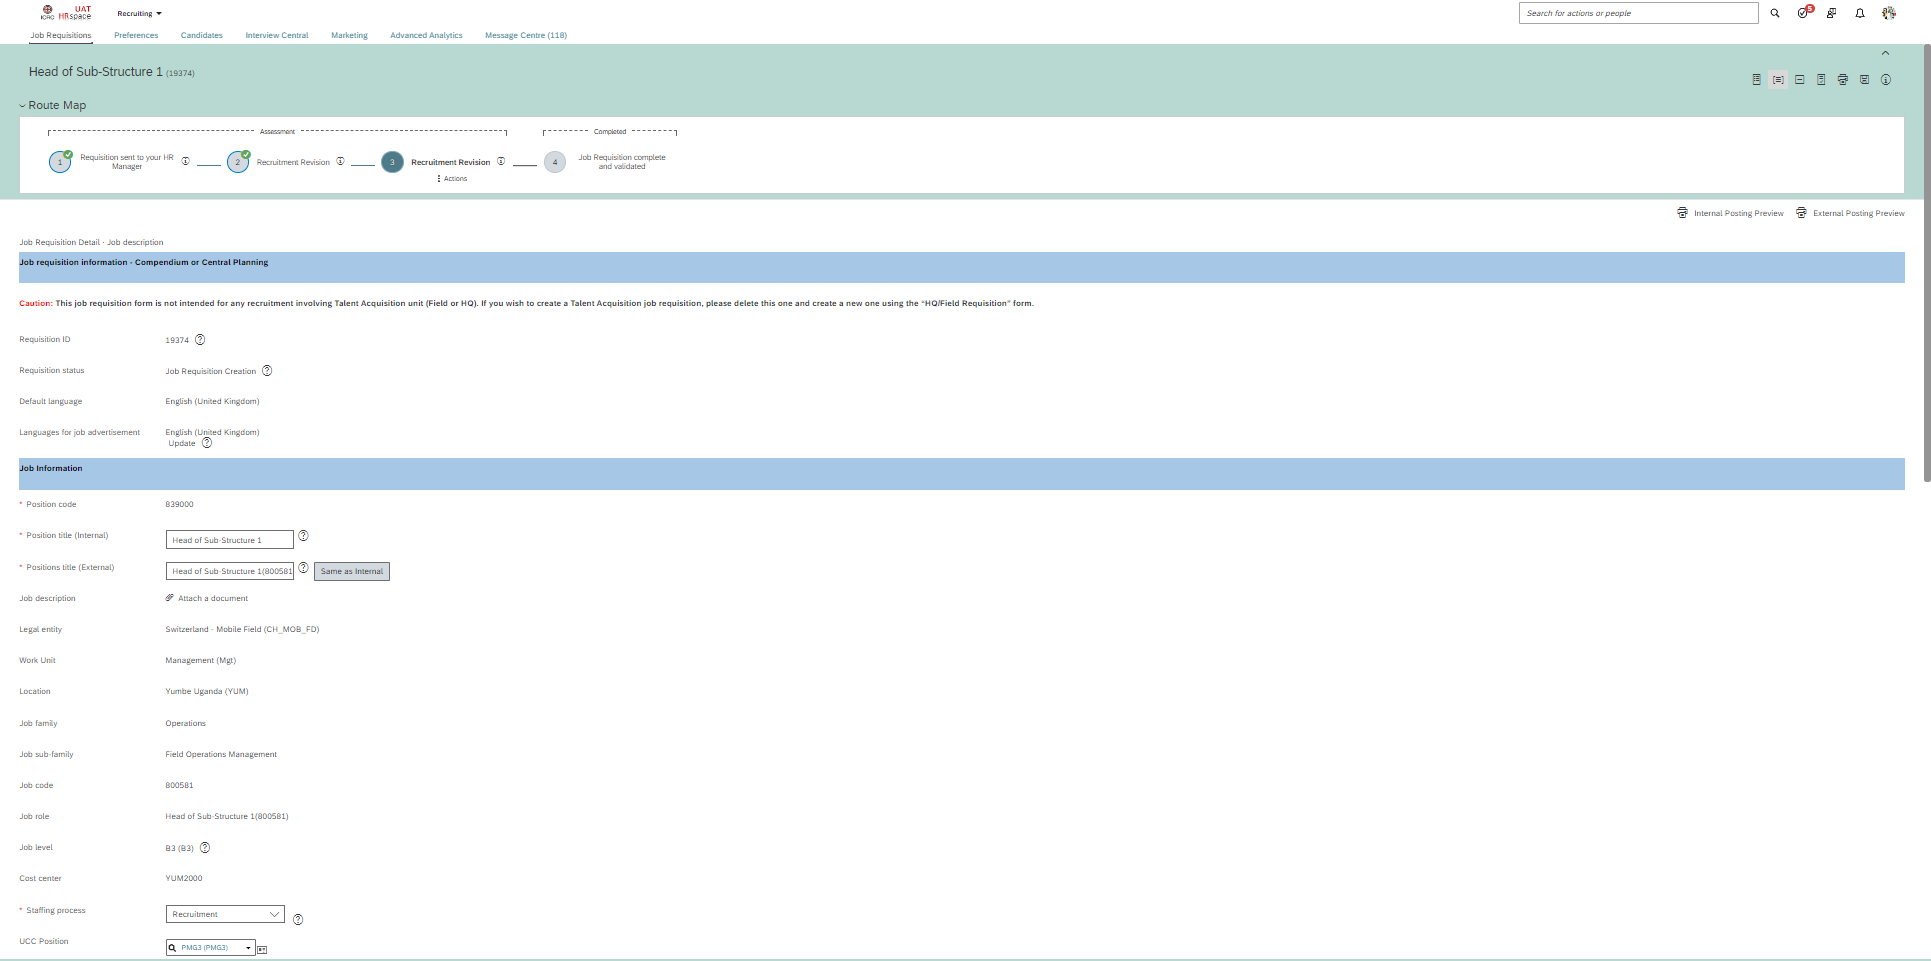 ICRC
UAT
HRspace
Recruiting
Search for actions or people
5
Job Requisitions
Preferences
Candidates
Interview Central
Marketing
Advanced Analytics
Message Centre (118)
Head of Sub-Structure 1 (19374)
Route Map
Assessment
Completed
1
Requisition sent to your HR
Manager
2
Recruitment Revision
3
Recruitment Revision
Actions
4
Job Requisition complete
and validated
Internal Posting Preview
External Posting Preview
Job Requisition Detail - Job description
Job requisition information - Compendium or Central Planning
Caution: This job requisition form is not intended for any recruitment involving Talent Acquisition unit (Field or HQ). If you wish to create a Talent Acquisition job requisition, please delete this one and create a new one using the "HQ/Field Requisition" form.
Requisition ID
19374
Requisition status
Job Requisition Creation
Default language
English (United Kingdom)
Languages for job advertisement
English (United Kingdom)
Update
Job Information
* Position code
839000
* Position title (Internal)
Head of Sub-Structure 1
* Positions title (External)
Head of Sub-Structure 1(800581
Same as Internal
Job description
Attach a document
Legal entity
Switzerland - Mobile Field (CH_MOB_FD)
Work Unit
Management (Mgt)
Location
Yumbe Uganda (YUM)
Job family
Operations
Job sub-family
Field Operations Management
Job code
800581
Job role
Head of Sub-Structure 1(800581)
Job level
B3 (B3)
Cost center
YUM2000
* Staffing process
Recruitment
UCC Position
PMG3 (PMG3)